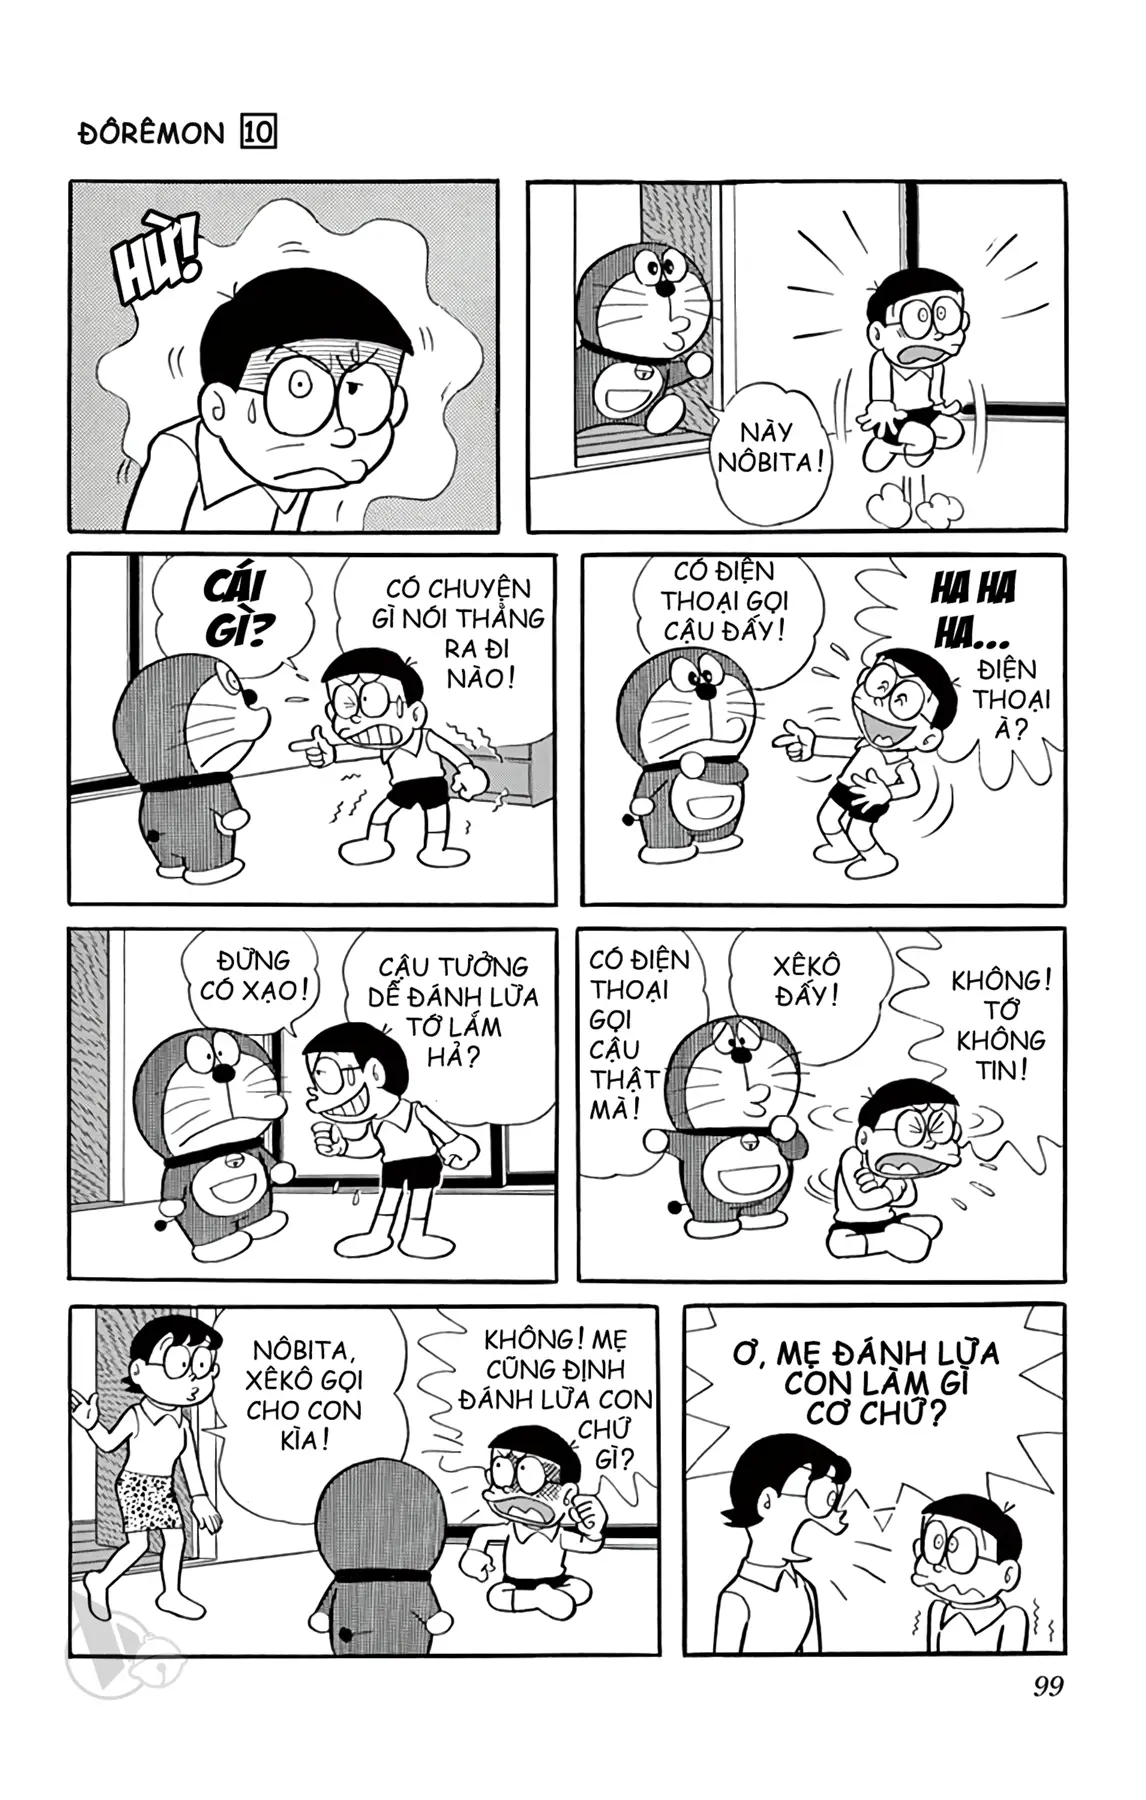 ĐÔRÊMON 10
HỪ!
NÀY
NÔBITA!
CÁI
GÌ?
CÓ CHUYỆN
GÌ NÓI THẲNG
RA ĐI
NÀO!
CÓ ĐIỆN
THOẠI GỌI
CẬU ĐẤY!
HA HA
HA...
ĐIỆN
THOẠI
À?
ĐỪNG
CÓ XẠO!
CẬU TƯỞNG
DỄ ĐÁNH LỪA
TỚ LẮM
HẢ?
CÓ ĐIỆN
THOẠI
GỌI
CẬU
THẬT
MÀ!
XÊKÔ
ĐẤY!
KHÔNG!
TỚ
KHÔNG
TIN!
NÔBITA,
XÊKÔ GỌI
CHO CON
KÌA!
KHÔNG! MẸ
CŨNG ĐỊNH
ĐÁNH LỪA CON
CHỨ
GÌ?
Ơ, MẸ ĐÁNH LỪA
CON LÀM GÌ
CƠ CHỨ?
99